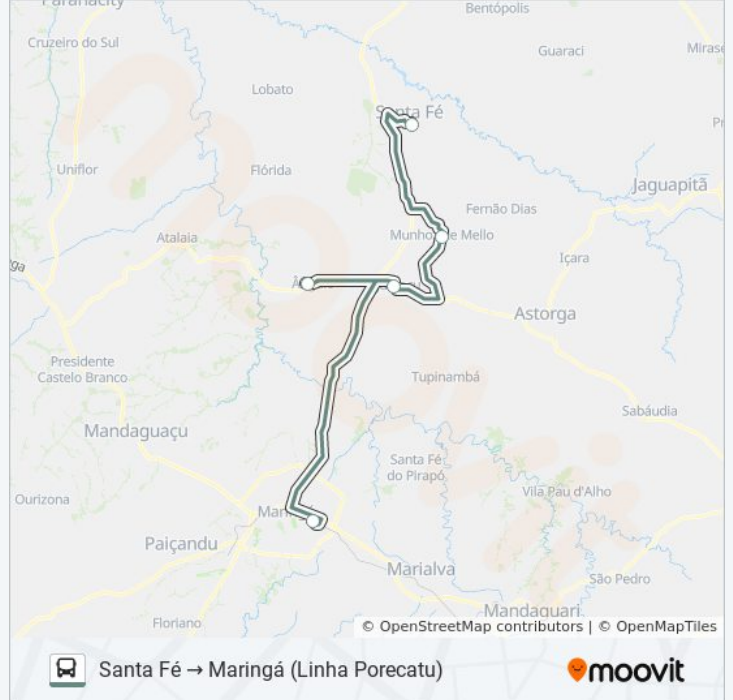 Paranacity
Bentópolis
Cruzeiro do Sul
Guaraci
Lobato
Santa Fé
Uniflor
Flórida
Jaguapitã
Fernão Dias
Munhoz de Mello
Atalaia
Içara
Astorga
Presidente
Castelo Branco
Tupinambá
Sabáudia
Mandaguaçu
Santa Fé
do Pirapó
Vila Pau d'Alho
Ourizona
Paiçandu
Marialva
São Pedro
Mandaguari
Floriano
© OpenStreetMap contributors | © OpenMapTiles
Santa Fé → Maringá (Linha Porecatu)
moovit